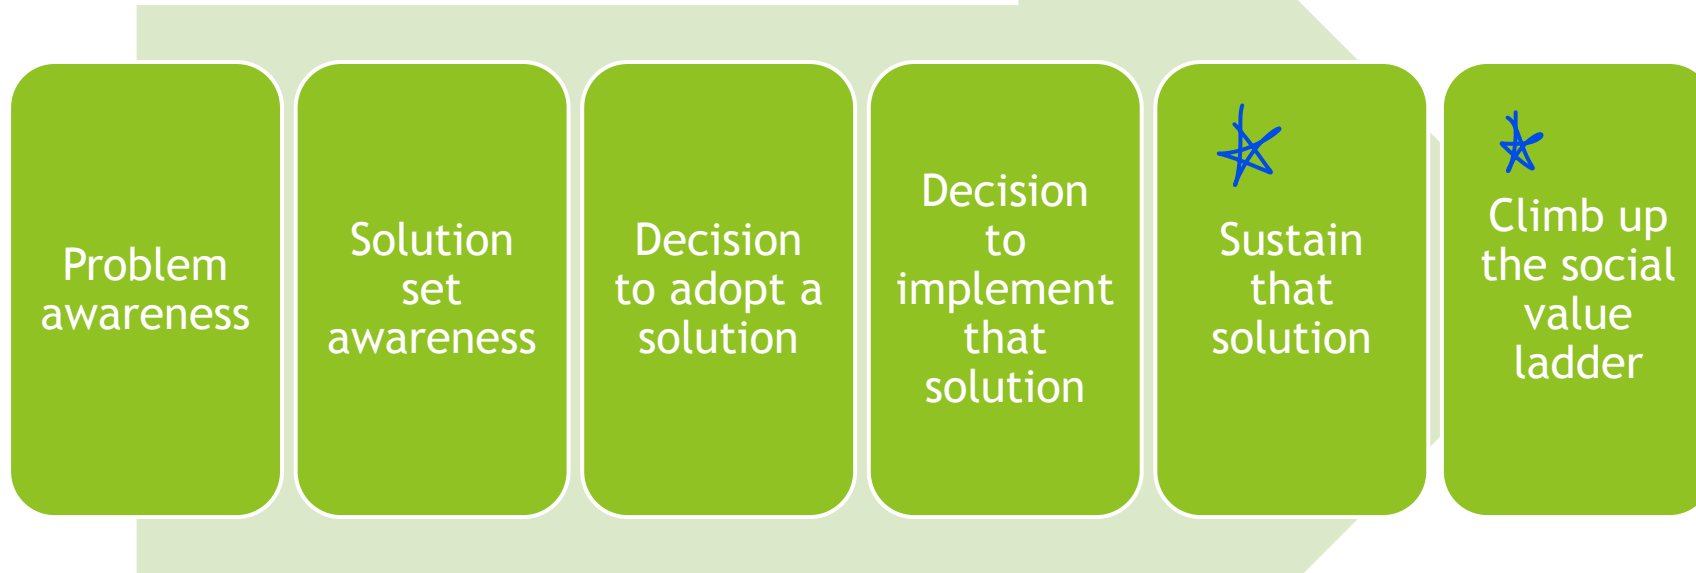 Problem
awareness
Solution
set
awareness
Decision
to adopt a
solution
Decision
to
implement
that
solution
Sustain
that
solution
Climb up
the social
value
ladder